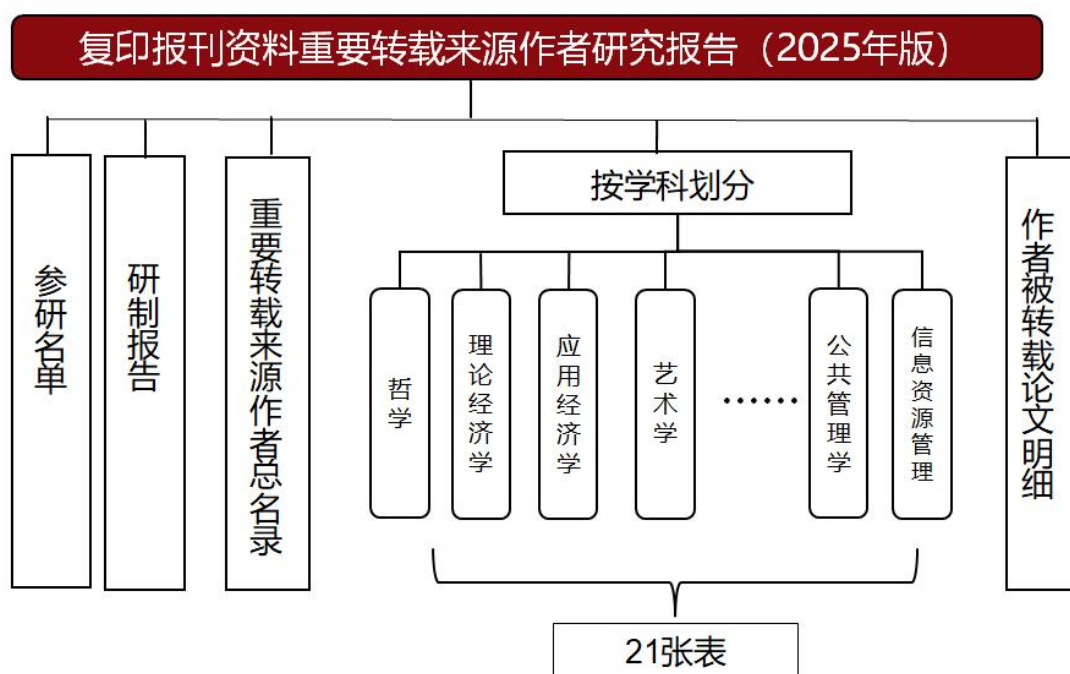 复印报刊资料重要转载来源作者研究报告（2025年版）
参研名单
研制报告
重要转载来源作者总名录
按学科划分
哲学
理论经济学
应用经济学
艺术学
······
公共管理学
信息资源管理
作者被转载论文明细
21张表